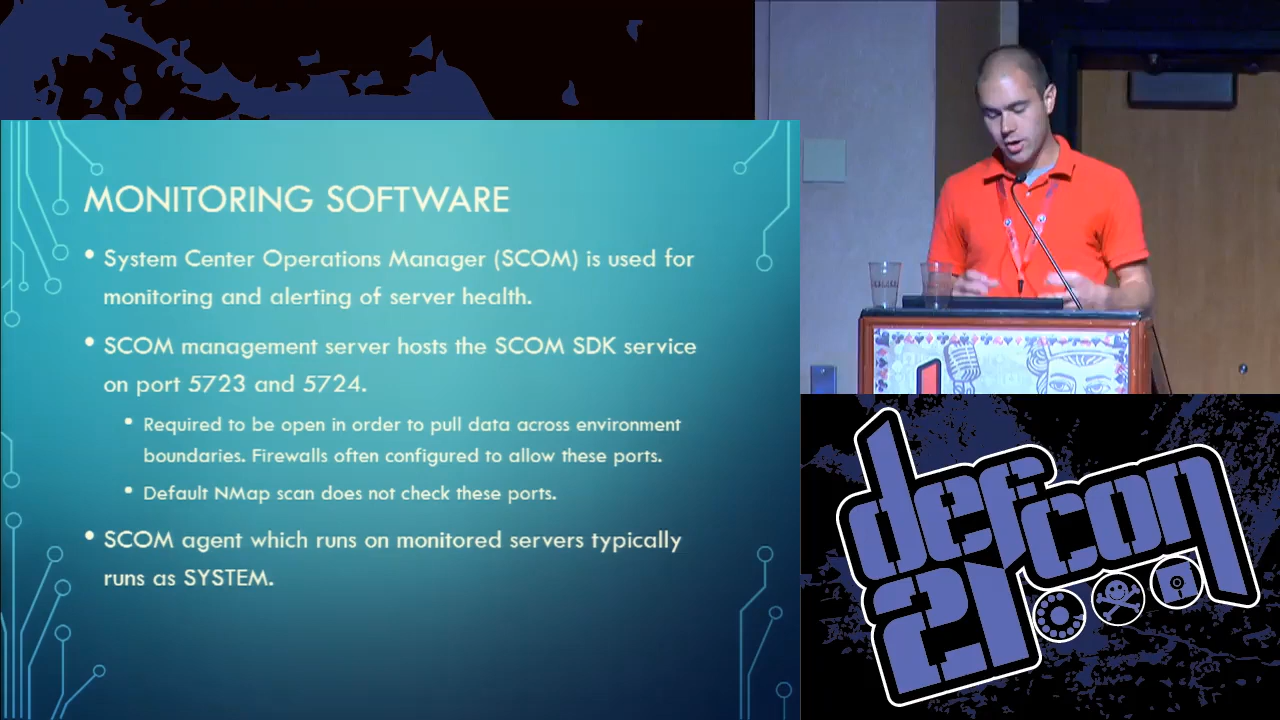 MONITORING SOFTWARE
• System Center Operations Manager (SCOM) is used for
monitoring and alerting of server health.
• SCOM management server hosts the SCOM SDK service
on port 5723 and 5724.
• Required to be open in order to pull data across environment
boundaries. Firewalls often configured to allow these ports.
• Default NMap scan does not check these ports.
• SCOM agent which runs on monitored servers typically
runs as SYSTEM.
defcon
21